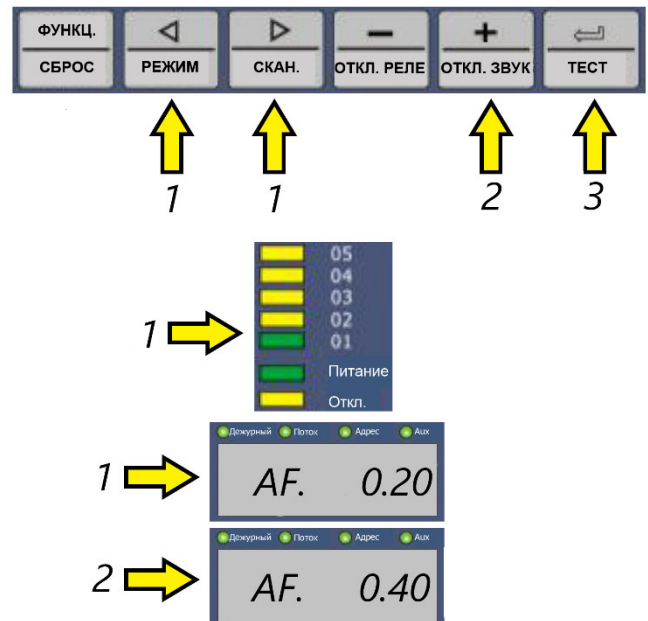 ФУНКЦ.
СБРОС РЕЖИМ СКАН. ОТКЛ. РЕЛЕ ОТКЛ. ЗВУК ТЕСТ
1 1 2 3
05
04
03
02
1 01
Питание
Откл.
Дежурный Поток Адрес Aux
1 AF. 0.20
Дежурный Поток Адрес Aux
2 AF. 0.40